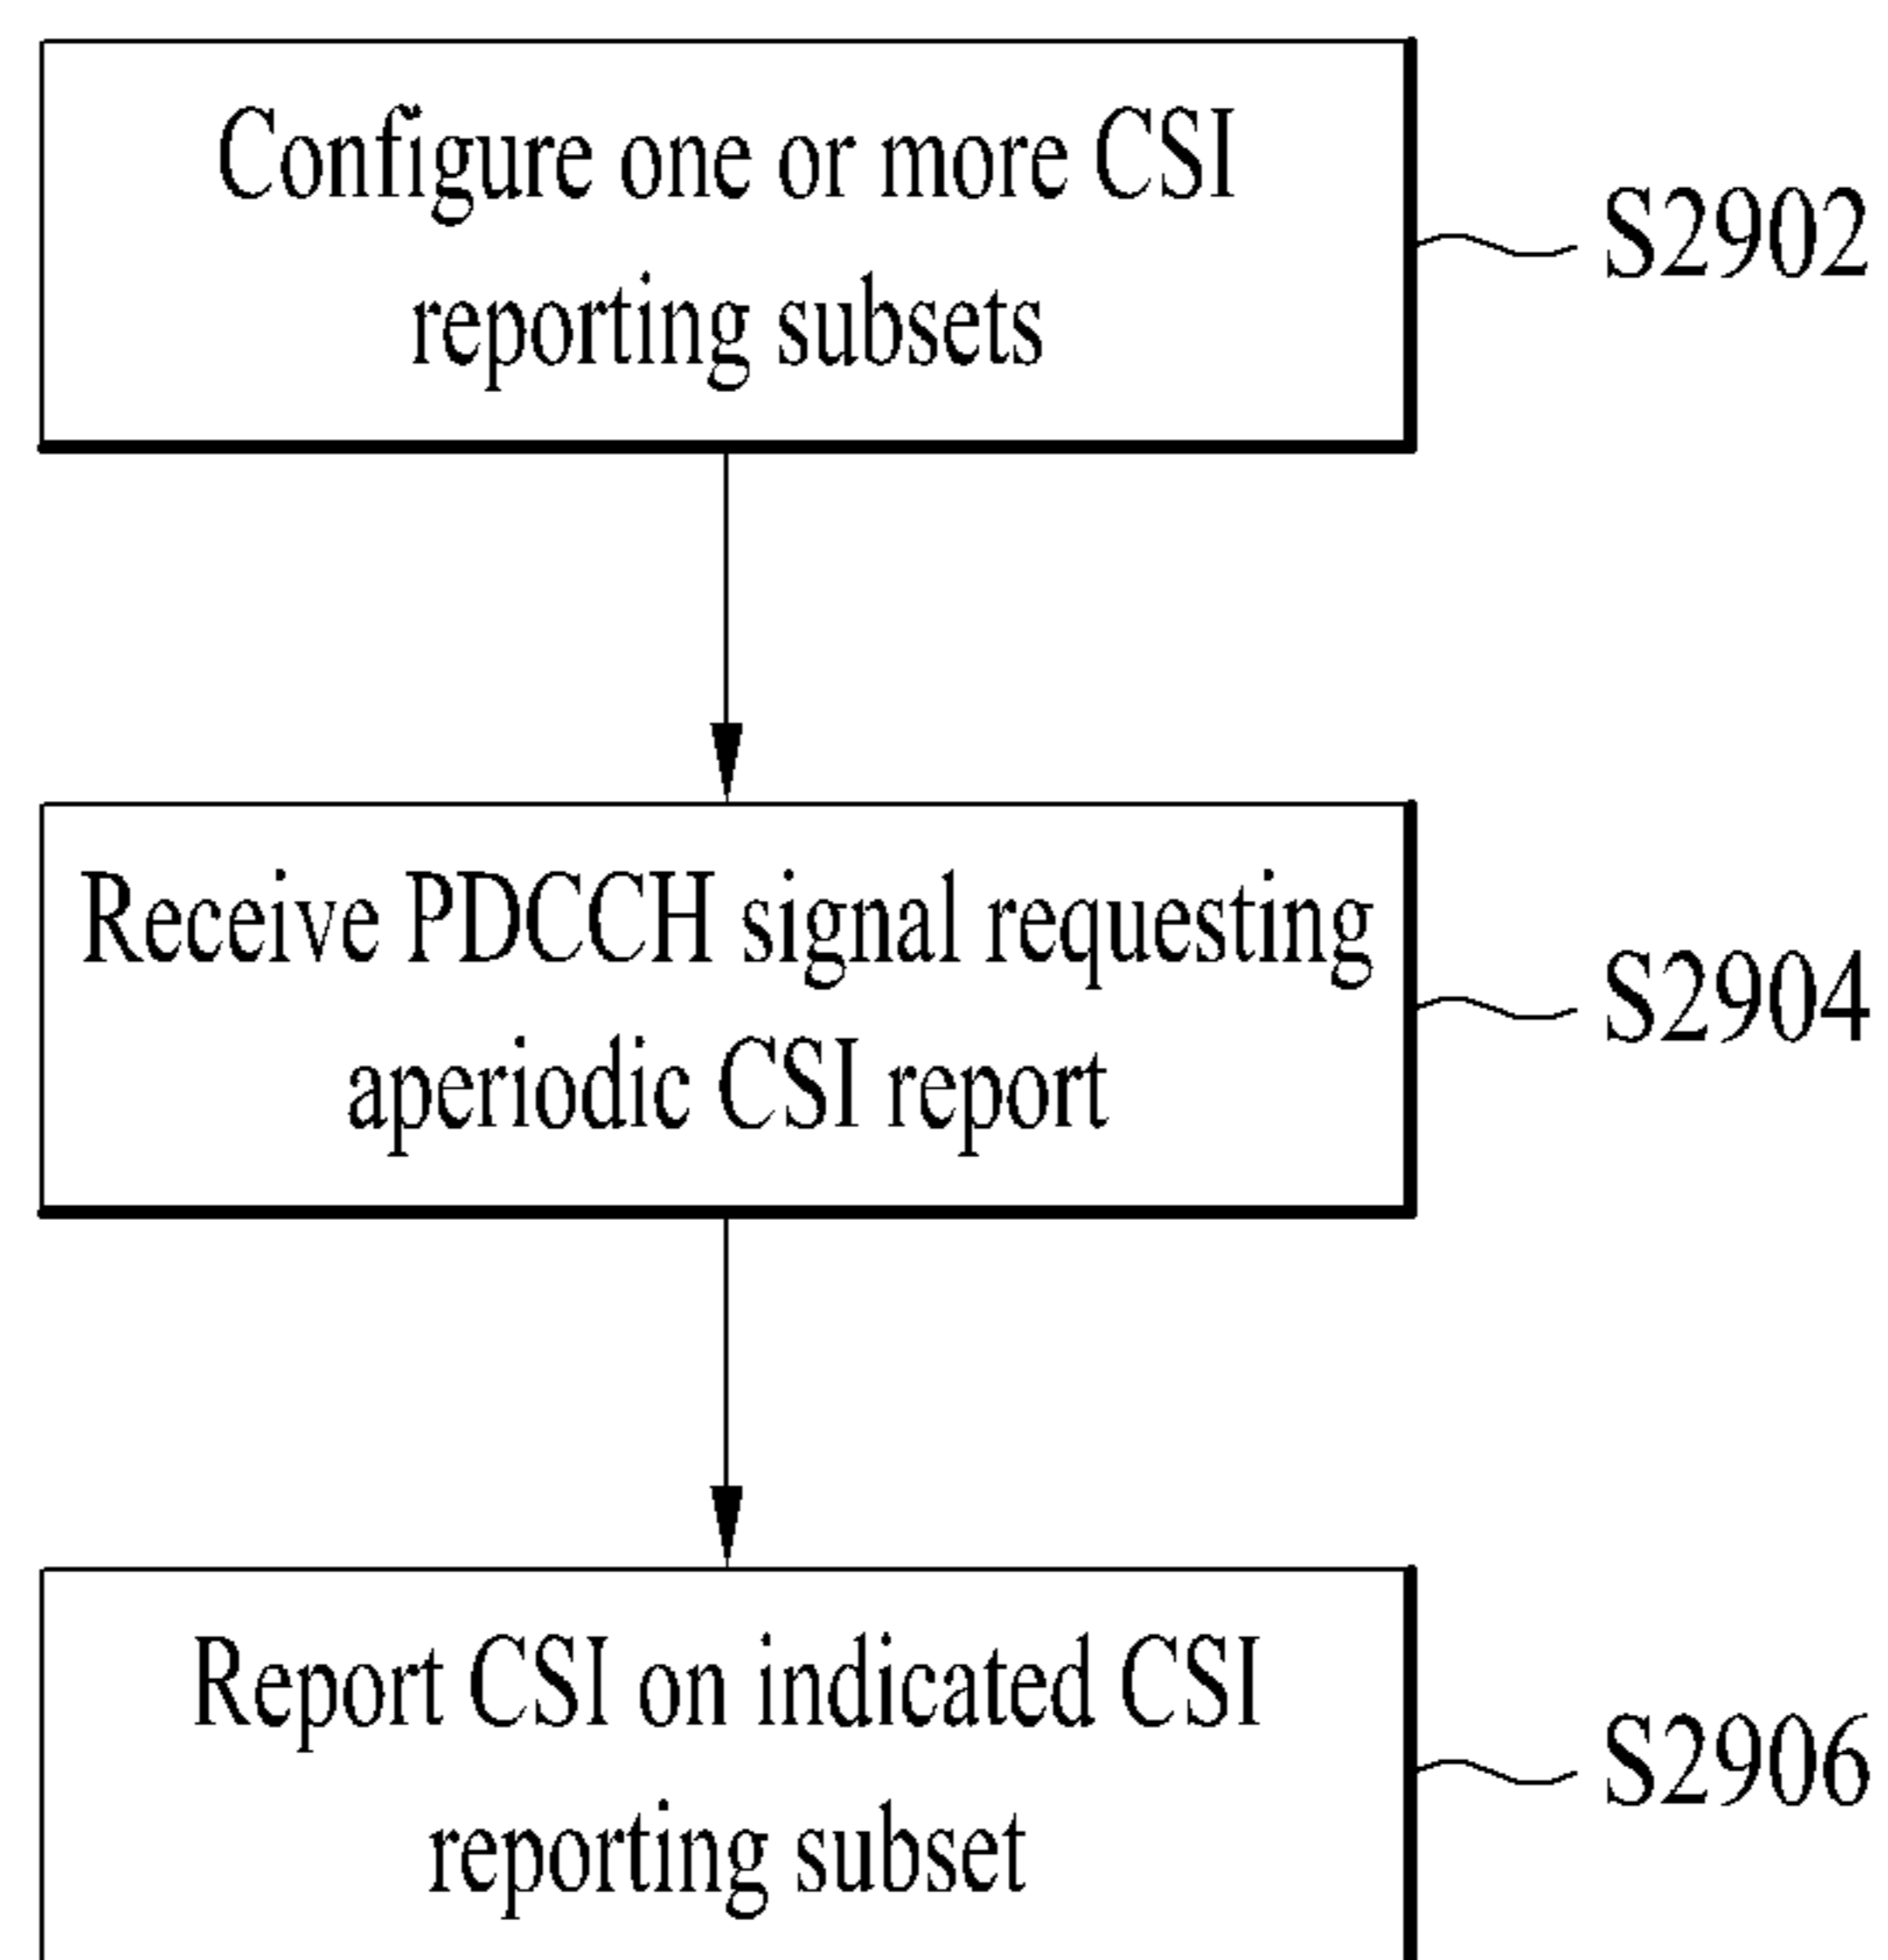 Configure one or more CSI
reporting subsets
S2902
Receive PDCCH signal requesting
aperiodic CSI report
S2904
Report CSI on indicated CSI
reporting subset
S2906